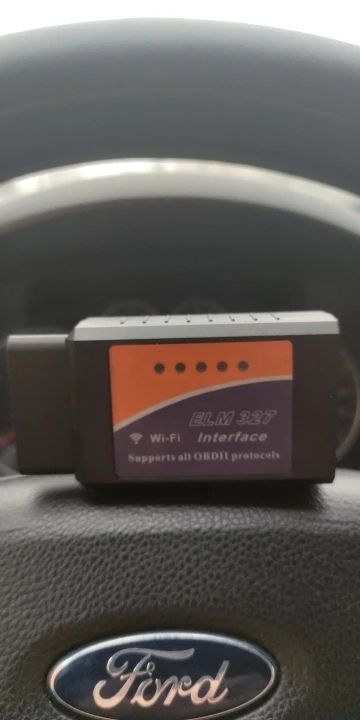 ELM 327
Wi-Fi Interface
Supports all OBDII protocols
Ford